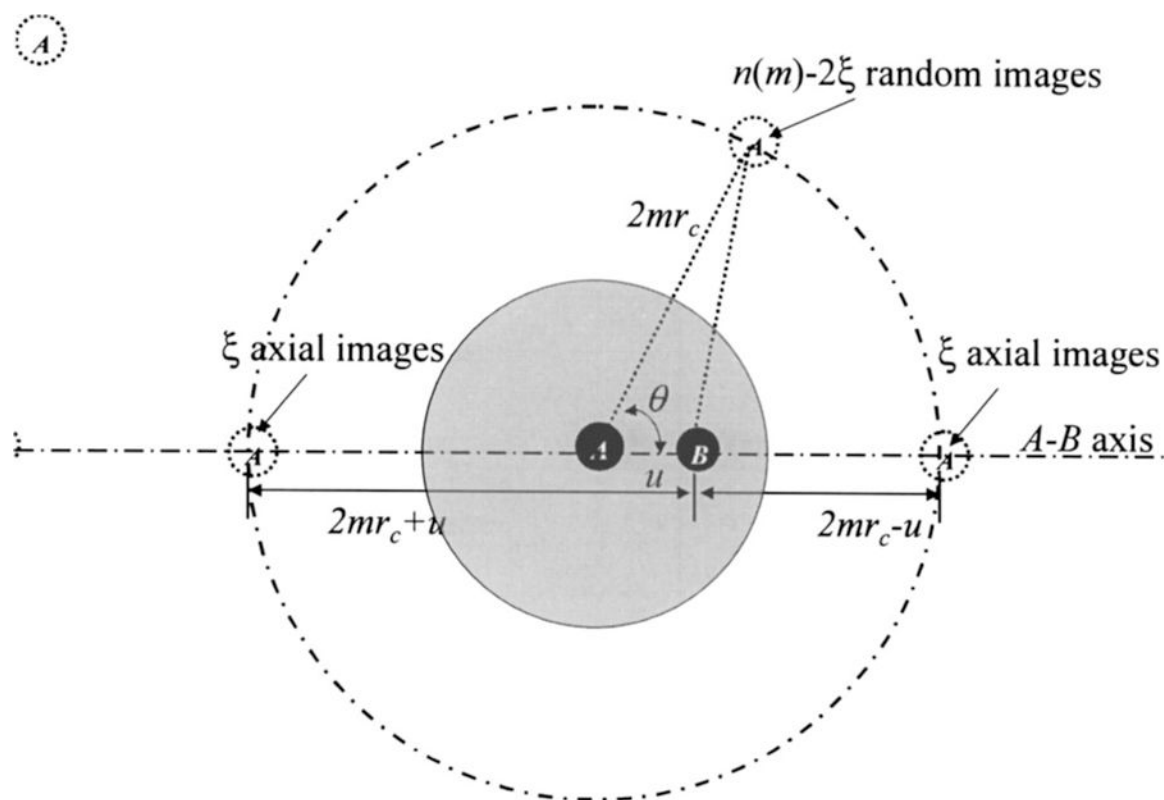 A
n(m)-2ξ random images
A
2mr_c
ξ axial images
ξ axial images
θ
A
A
B
A
A-B axis
u
2mr_c+u
2mr_c-u